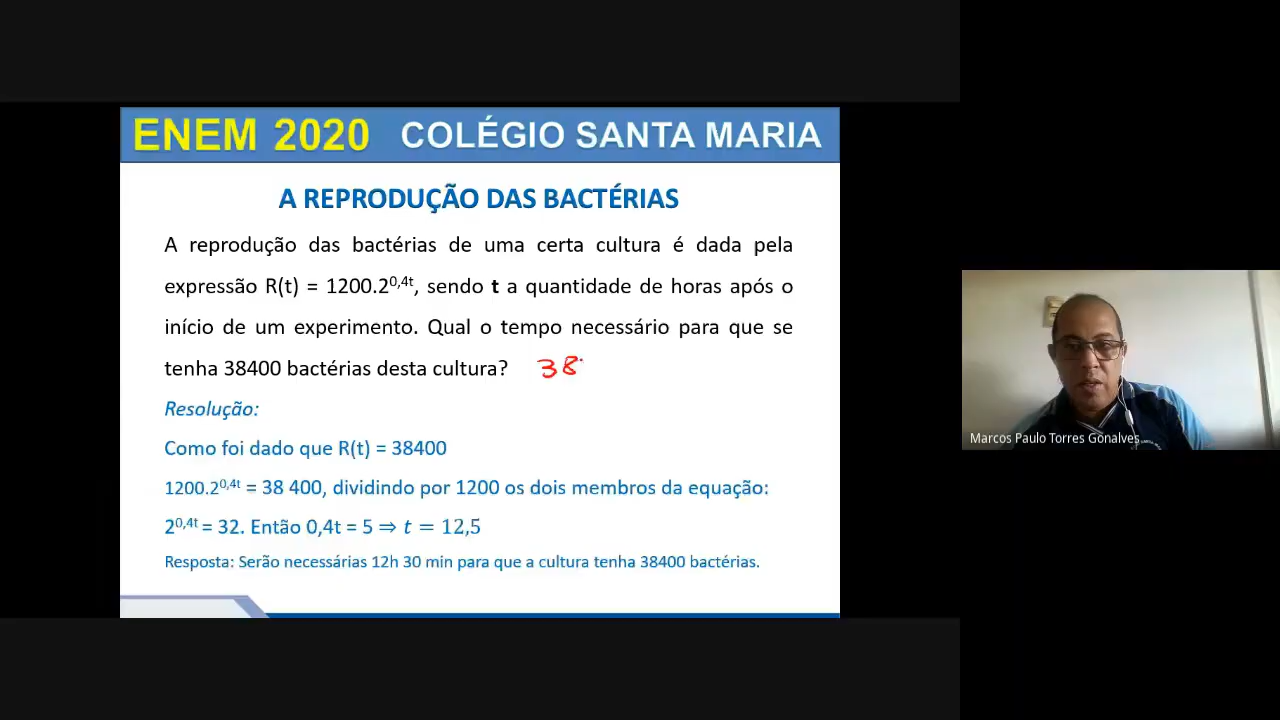 ENEM 2020 COLÉGIO SANTA MARIA
A REPRODUÇÃO DAS BACTÉRIAS
A reprodução das bactérias de uma certa cultura é dada pela
expressão R(t) = 1200.2^0,4t, sendo t a quantidade de horas após o
início de um experimento. Qual o tempo necessário para que se
tenha 38400 bactérias desta cultura? 38
Resolução:
Como foi dado que R(t) = 38400
1200.2^0,4t = 38 400, dividindo por 1200 os dois membros da equação:
2^0,4t = 32. Então 0,4t = 5 ⇒ t = 12,5
Resposta: Serão necessárias 12h 30 min para que a cultura tenha 38400 bactérias.
Marcos Paulo Torres Gonalves